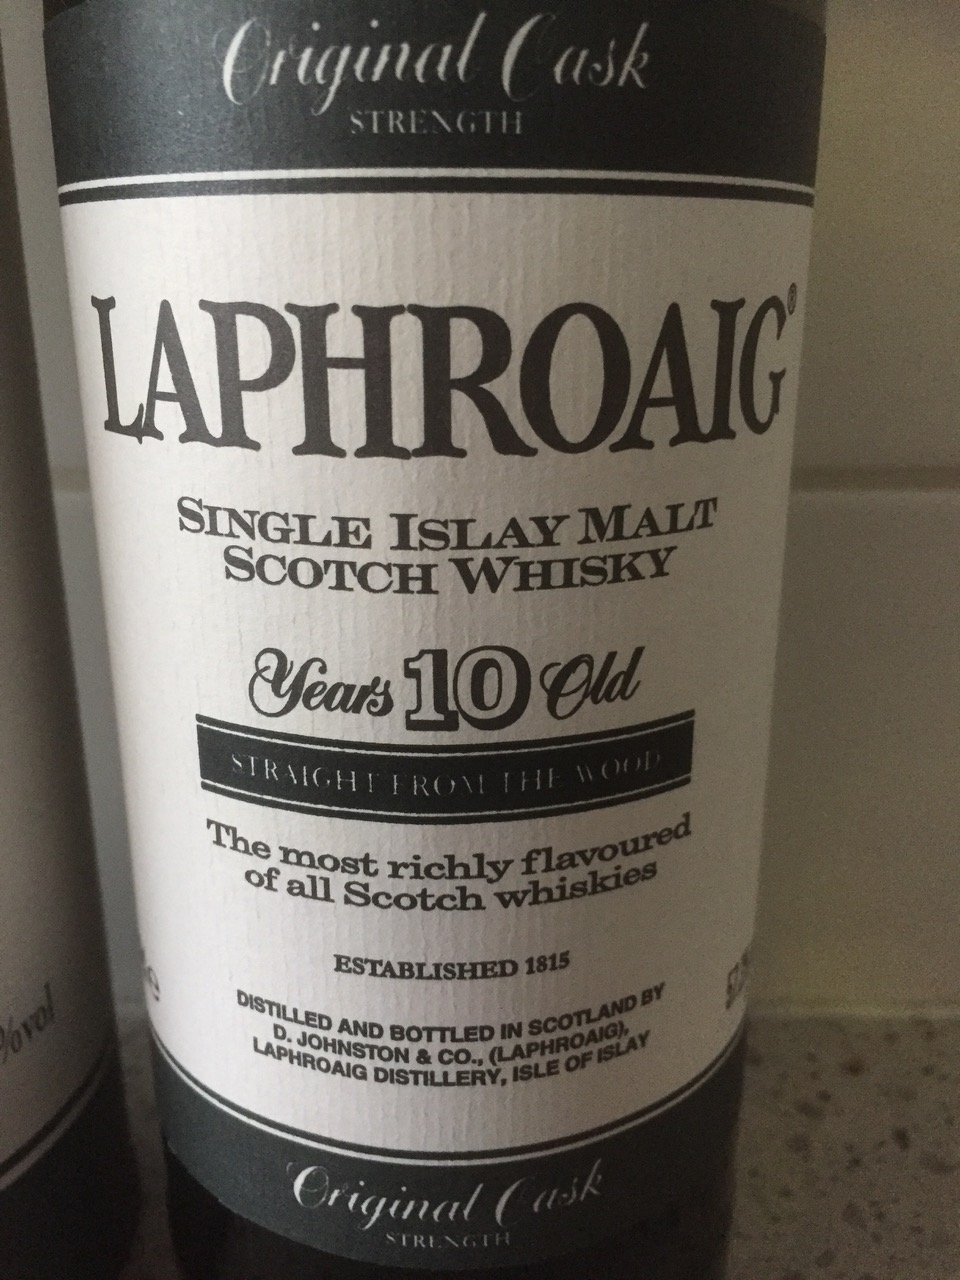 Original Cask
STRENGTH
LAPHROAIG®
SINGLE ISLAY MALT
SCOTCH WHISKY
Years 10 Old
STRAIGHT FROM THE WOOD
The most richly flavoured
of all Scotch whiskies
ESTABLISHED 1815
DISTILLED AND BOTTLED IN SCOTLAND BY
D. JOHNSTON & CO., (LAPHROAIG),
LAPHROAIG DISTILLERY, ISLE OF ISLAY
%vol
Original Cask
STRENGTH